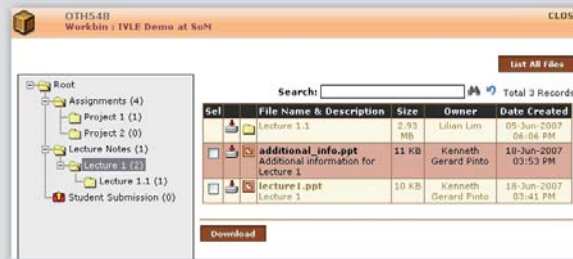 OTH548
Workbin : IVLE Demo at SoM
CLOS
List All Files
Root
Assignments (4)
Project 1 (1)
Project 2 (0)
Lecture Notes (1)
Lecture 1 (2)
Lecture 1.1 (1)
Student Submission (0)
Search:
Total 3 Records
Sel File Name & Description Size Owner Date Created
Lecture 1.1 2.93 MB Lilian Lim 05-Jun-2007 06:06 PM
additional_info.ppt 11 KB Kenneth Gerard Pinto 18-Jun-2007 03:53 PM
Additional information for
Lecture 1
lecture1.ppt 10 KB Kenneth Gerard Pinto 18-Jun-2007 03:41 PM
Lecture 1
Download